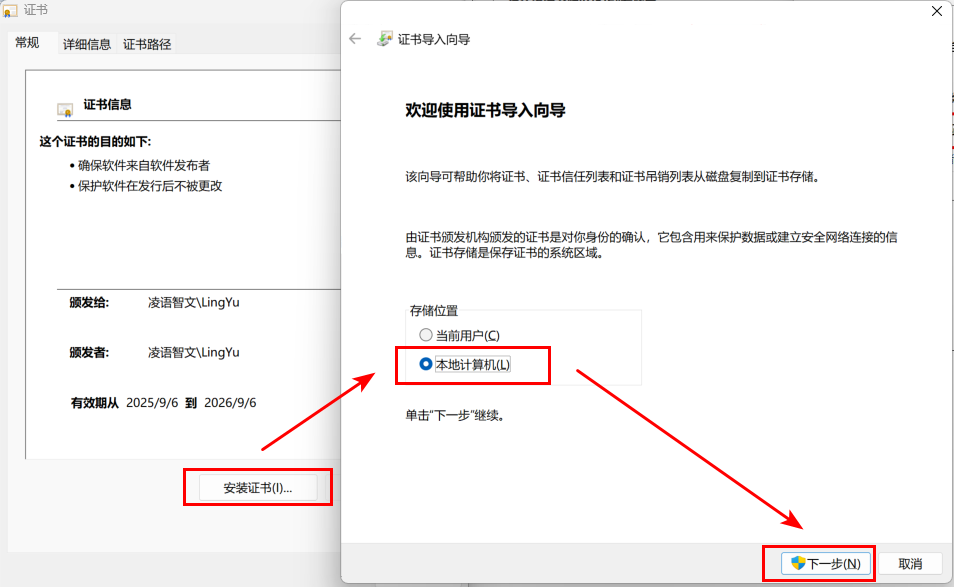 证书
常规
详细信息
证书路径
证书信息
这个证书的目的如下:
• 确保软件来自软件发布者
• 保护软件在发行后不被更改
颁发给: 凌语智文\LingYu
颁发者: 凌语智文\LingYu
有效期从 2025/9/6 到 2026/9/6
安装证书(I)...
证书导入向导
欢迎使用证书导入向导
该向导可帮助你将证书、证书信任列表和证书吊销列表从磁盘复制到证书存储。
由证书颁发机构颁发的证书是对你身份的确认，它包含用来保护数据或建立安全网络连接的信
息。证书存储是保存证书的系统区域。
存储位置
当前用户(C)
本地计算机(L)
单击“下一步”继续。
下一步(N)
取消